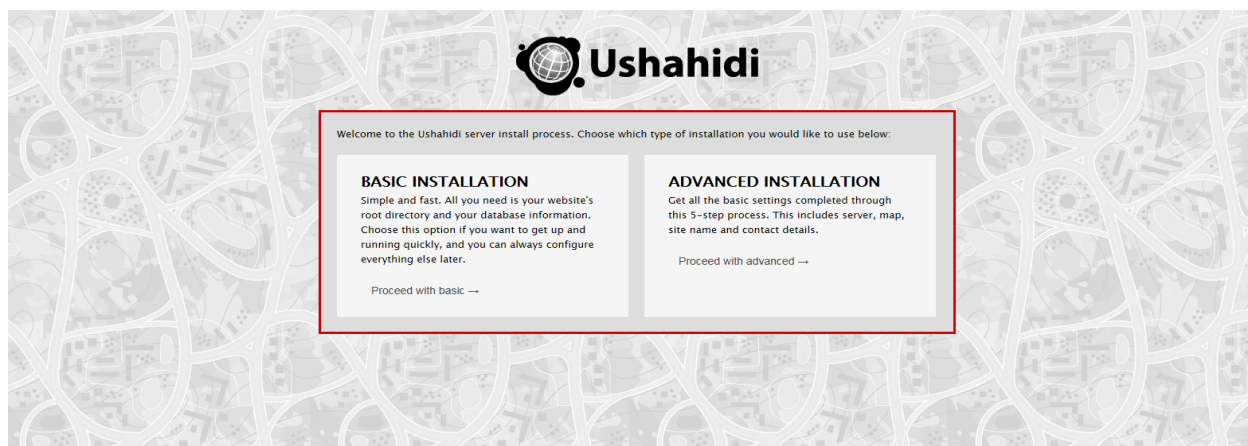 Ushahidi
Welcome to the Ushahidi server install process. Choose which type of installation you would like to use below:
BASIC INSTALLATION
Simple and fast. All you need is your website's
root directory and your database information.
Choose this option if you want to get up and
running quickly, and you can always configure
everything else later.
Proceed with basic →
ADVANCED INSTALLATION
Get all the basic settings completed through
this 5-step process. This includes server, map,
site name and contact details.
Proceed with advanced →